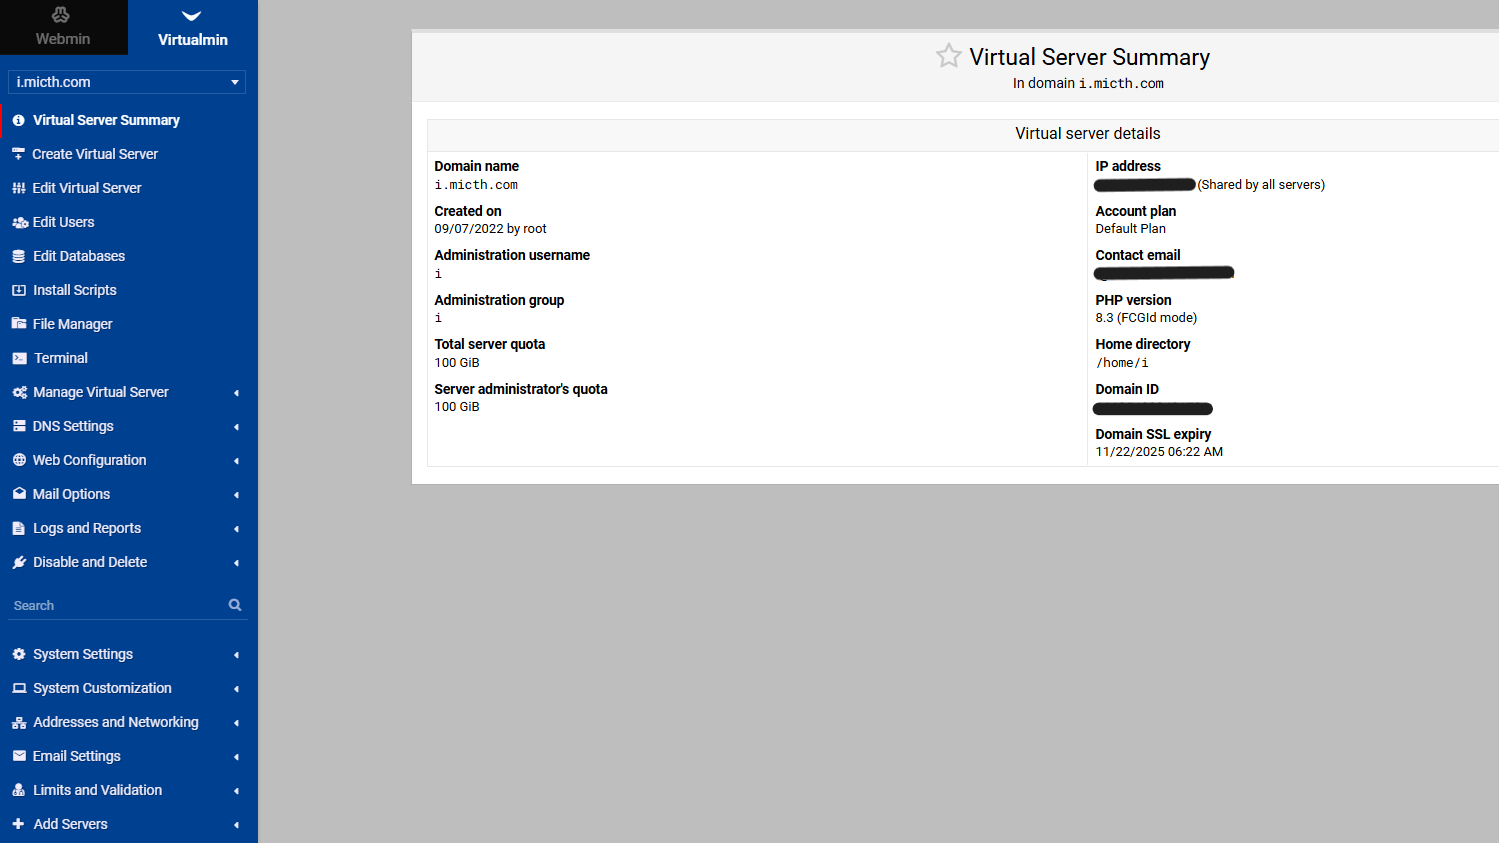 Webmin
Virtualmin
i.micth.com
Virtual Server Summary
Create Virtual Server
Edit Virtual Server
Edit Users
Edit Databases
Install Scripts
File Manager
Terminal
Manage Virtual Server
DNS Settings
Web Configuration
Mail Options
Logs and Reports
Disable and Delete
Search
System Settings
System Customization
Addresses and Networking
Email Settings
Limits and Validation
Add Servers
Virtual Server Summary
In domain i.micth.com
Virtual server details
Domain name
i.micth.com
Created on
09/07/2022 by root
Administration username
i
Administration group
i
Total server quota
100 GiB
Server administrator's quota
100 GiB
IP address
(Shared by all servers)
Account plan
Default Plan
Contact email
PHP version
8.3 (FCGId mode)
Home directory
/home/i
Domain ID
Domain SSL expiry
11/22/2025 06:22 AM